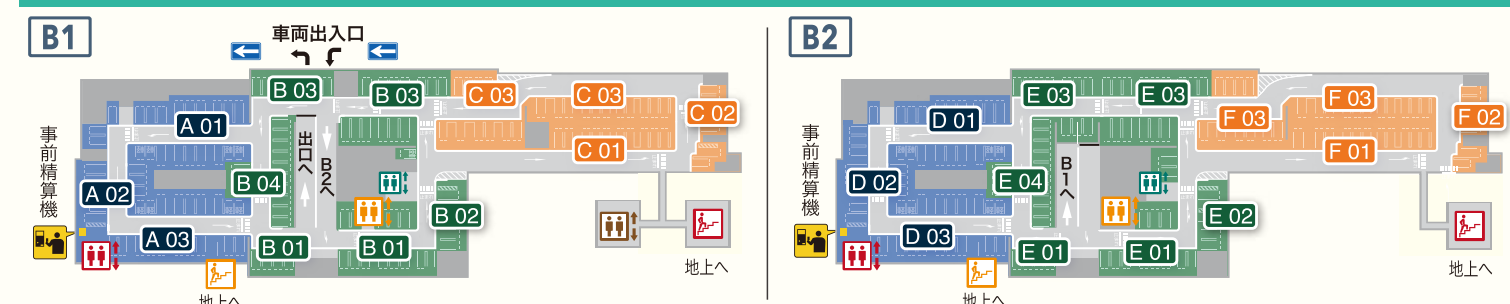 B1
車両出入口
B 03
B 03
C 03
C 03
C 02
A 01
C 01
事前精算機
出口へ
B2へ
A 02
B 04
B 02
A 03
B 01
B 01
地上へ
地上へ
B2
E 03
E 03
F 03
F 03
F 02
D 01
F 01
事前精算機
B1へ
D 02
E 04
E 02
D 03
E 01
E 01
地上へ
地上へ